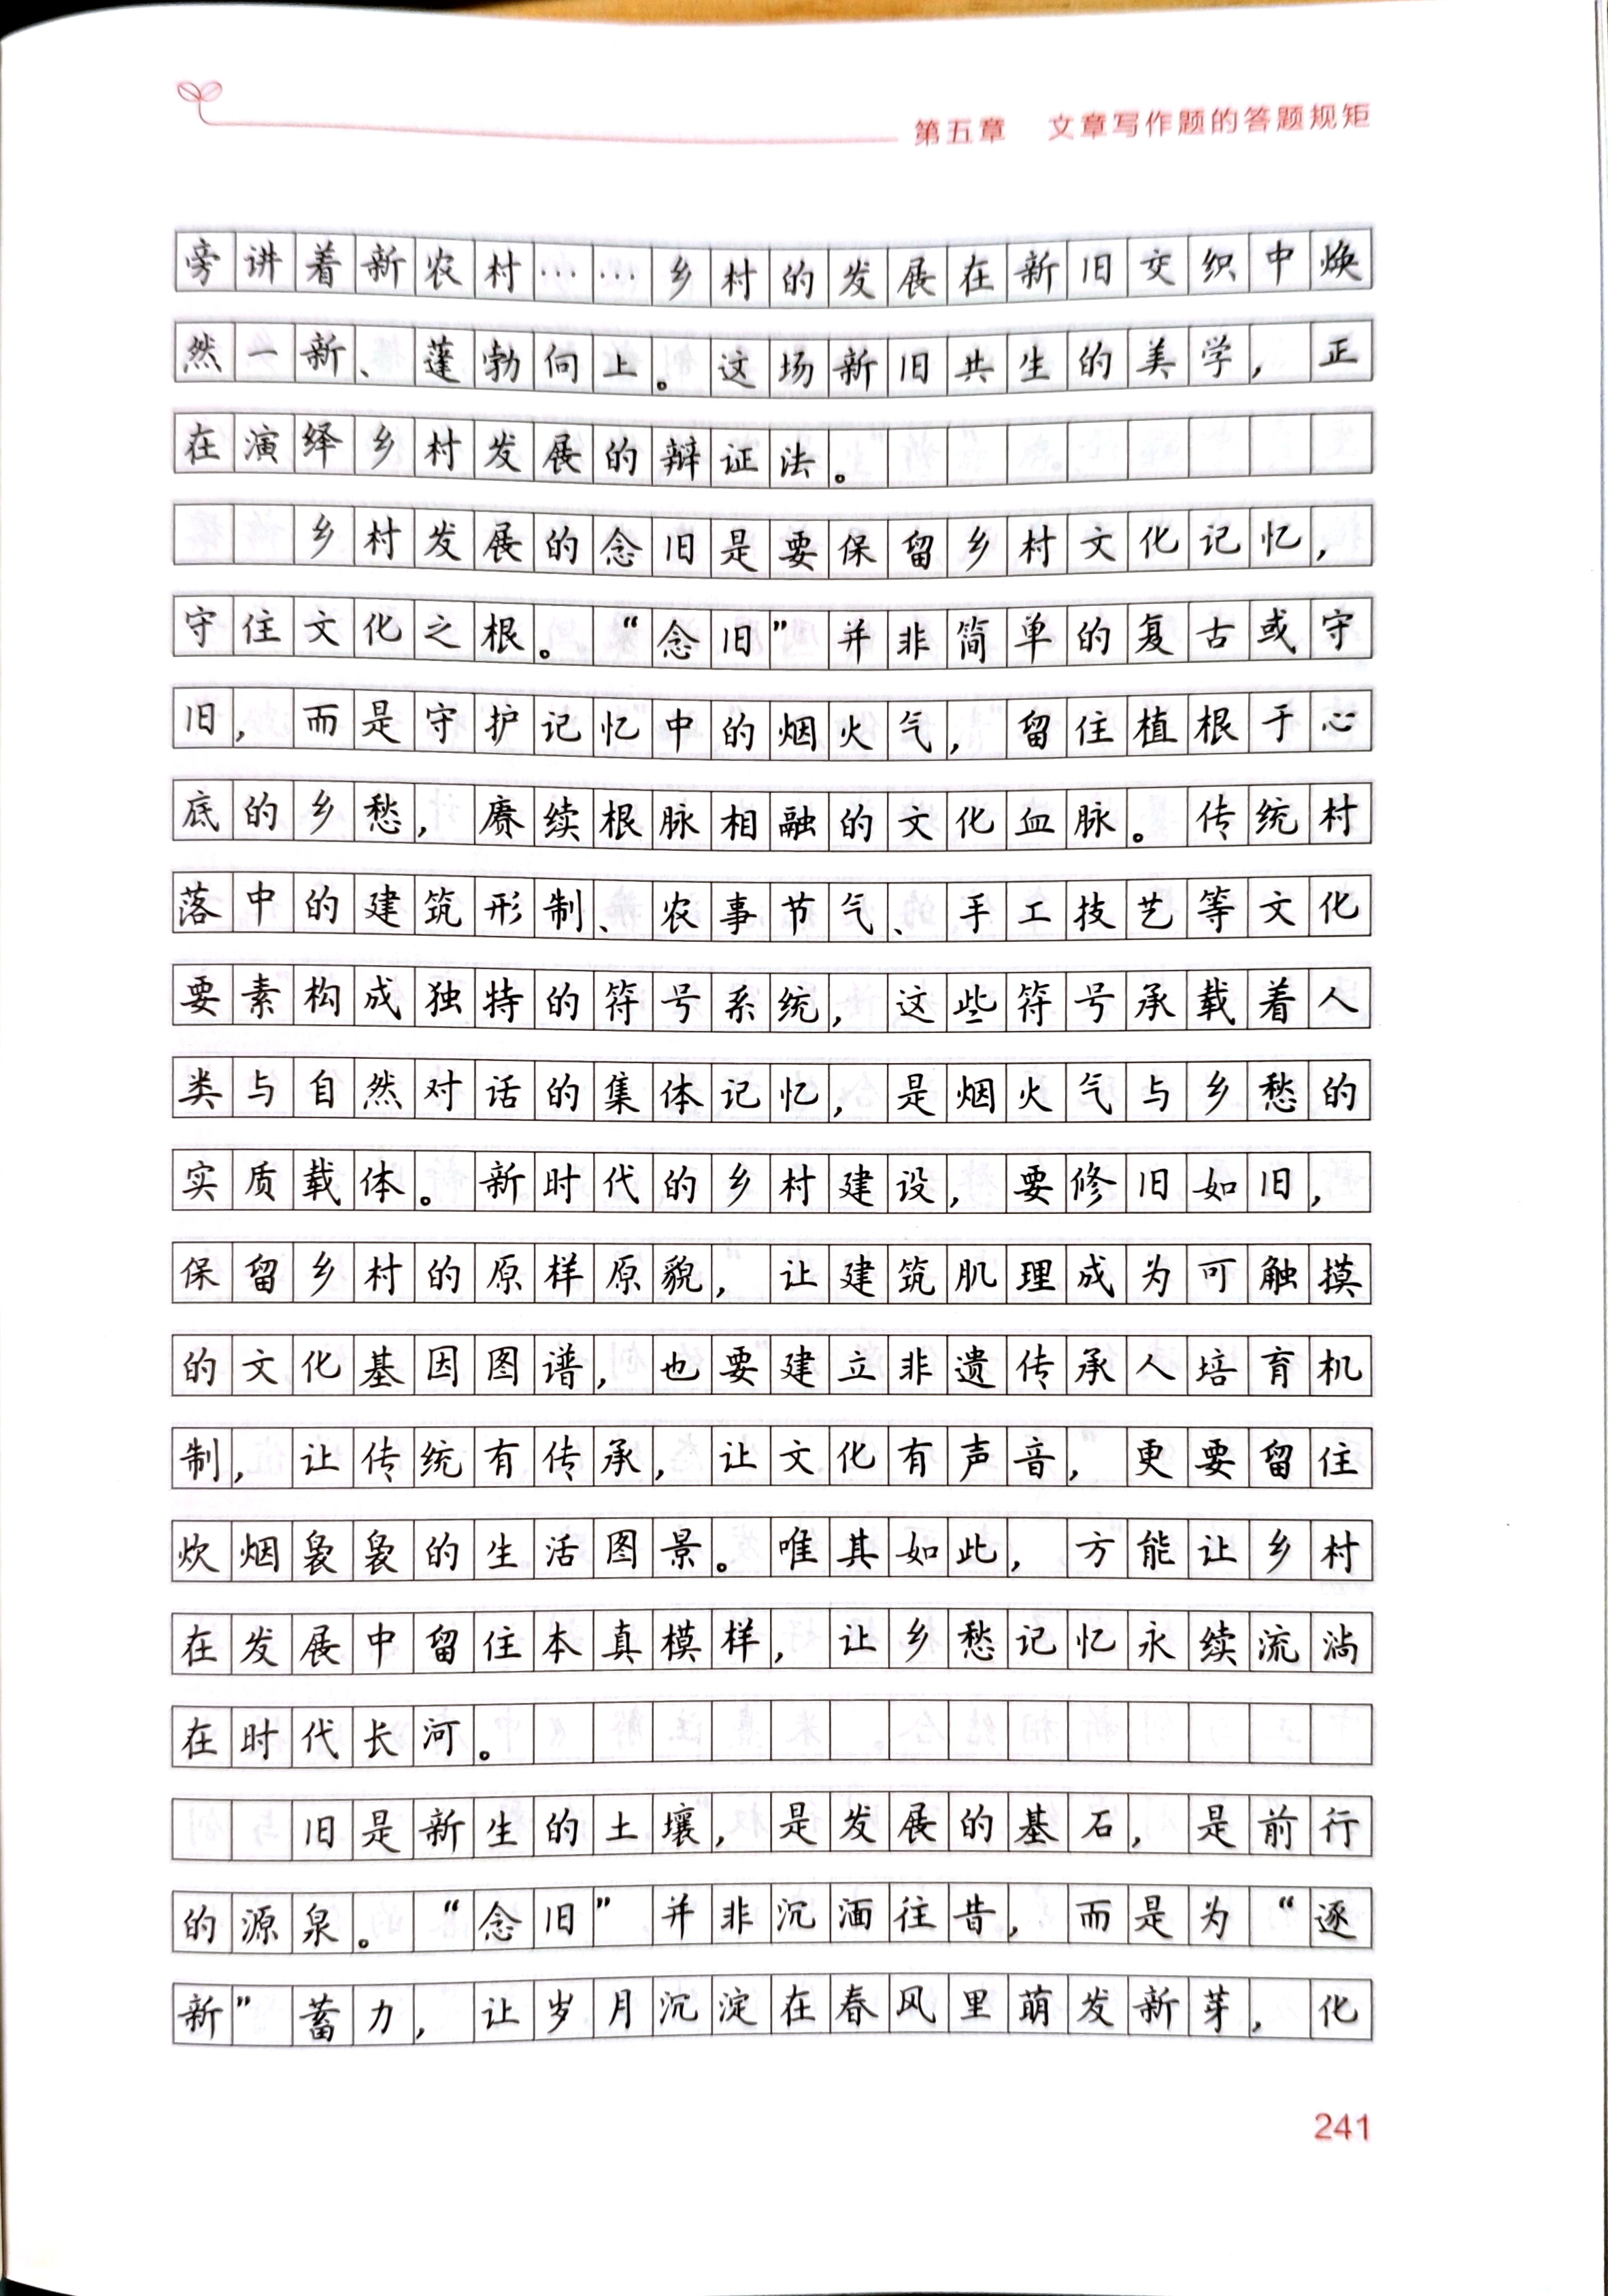 第五章 文章写作题的答题规矩
旁讲着新农村……乡村的发展在新旧交织中焕
然一新、蓬勃向上。这场新旧共生的美学，正
在演绎乡村发展的辩证法。
乡村发展的念旧是要保留乡村文化记忆，
守住文化之根。“念旧”并非简单的复古或守
旧，而是守护记忆中的烟火气，留住植根于心
底的乡愁，赓续根脉相融的文化血脉。传统村
落中的建筑形制、农事节气、手工技艺等文化
要素构成独特的符号系统，这些符号承载着人
类与自然对话的集体记忆，是烟火气与乡愁的
实质载体。新时代的乡村建设，要修旧如旧，
保留乡村的原样原貌，让建筑肌理成为可触摸
的文化基因图谱，也要建立非遗传承人培育机
制，让传统有传承，让文化有声音，更要留住
炊烟袅袅的生活图景。唯其如此，方能让乡村
在发展中留住本真模样，让乡愁记忆永续流淌
在时代长河。
旧是新生的土壤，是发展的基石，是前行
的源泉。“念旧”并非沉湎往昔，而是为“逐
新”蓄力，让岁月沉淀在春风里萌发新芽，化
241